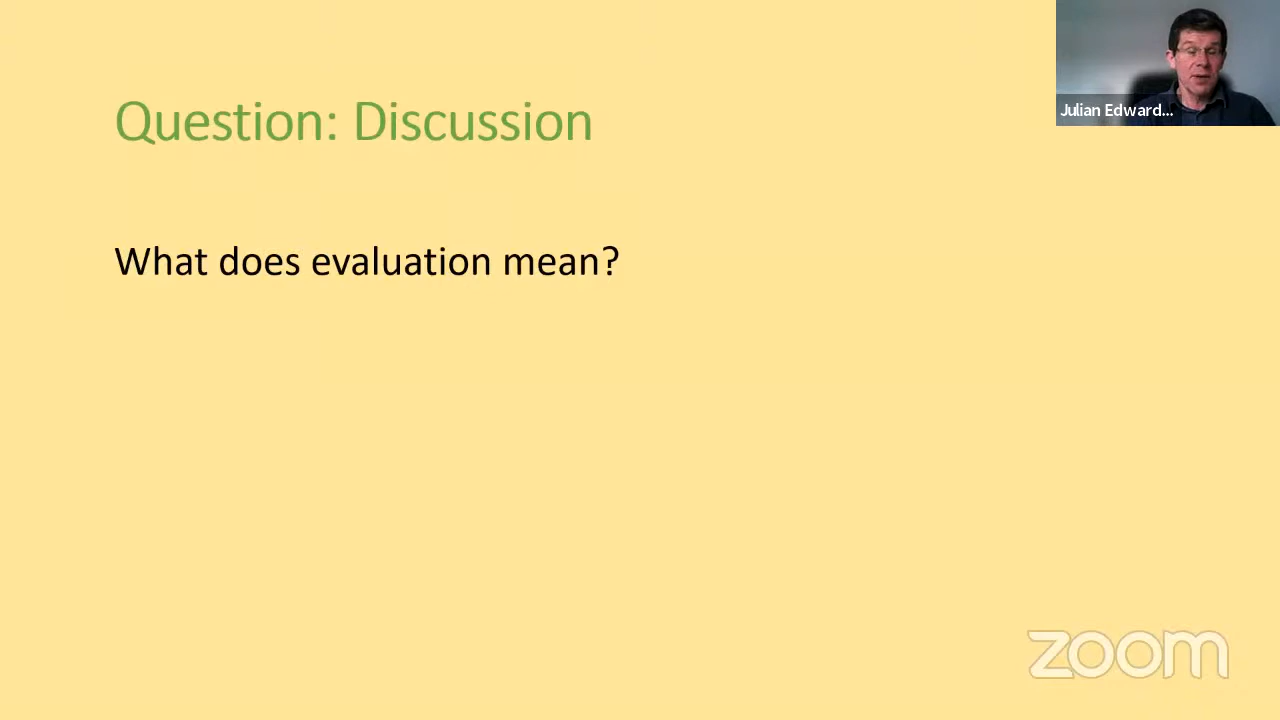 Question: Discussion
Julian Edward...
What does evaluation mean?
zoom